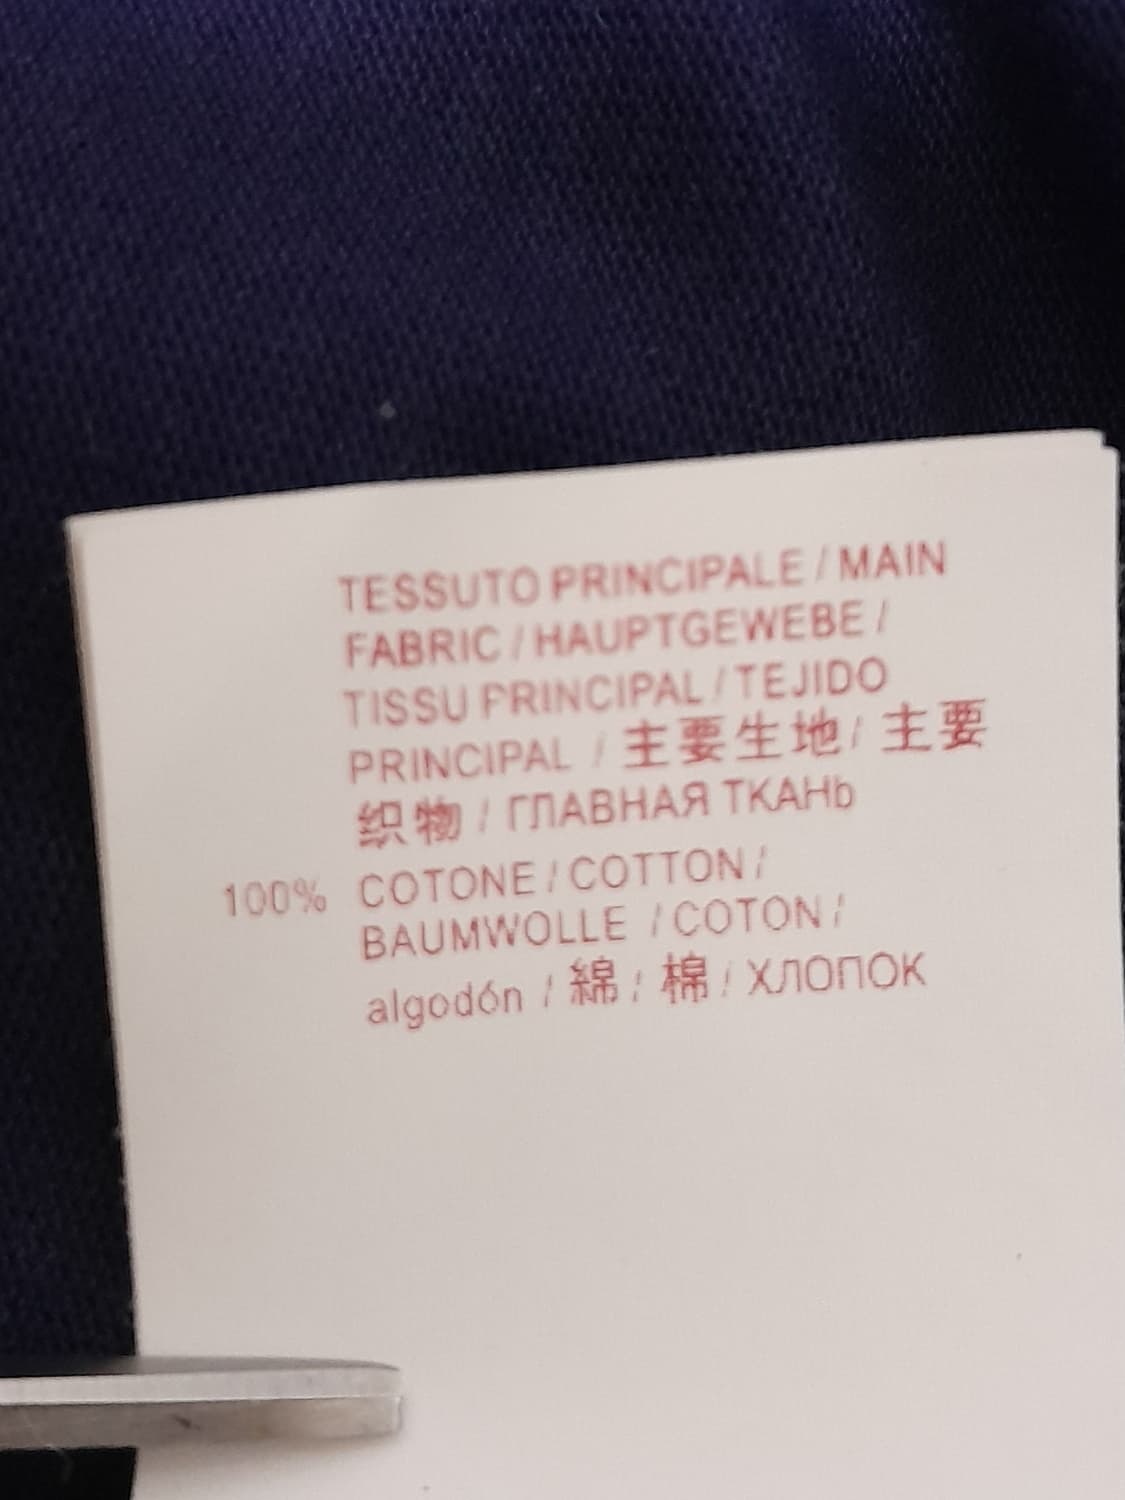 TESSUTO PRINCIPALE / MAIN
FABRIC / HAUPTGEWEBE /
TISSU PRINCIPAL / TEJIDO
PRINCIPAL / 主要生地 / 主要
织物 / ГЛАВНАЯ ТКАНЬ
100% COTONE / COTTON /
BAUMWOLLE / COTON /
algodón / 綿 / 棉 / ХЛОПОК